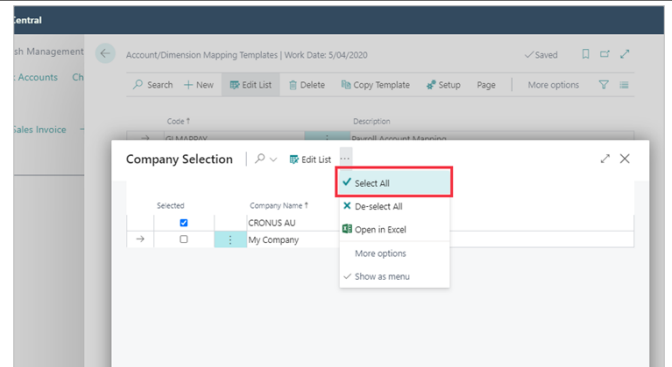 entral
sh Management
Account/Dimension Mapping Templates | Work Date: 5/04/2020
Saved
Accounts Ch
Search New Edit List Delete Copy Template Setup Page More options
Code ↑ Description
GLMAPPAY Payroll Account Mapping
Sales Invoice
Company Selection Edit List ...
Select All
Selected Company Name ↑
De-select All
CRONUS AU
Open in Excel
My Company
More options
Show as menu